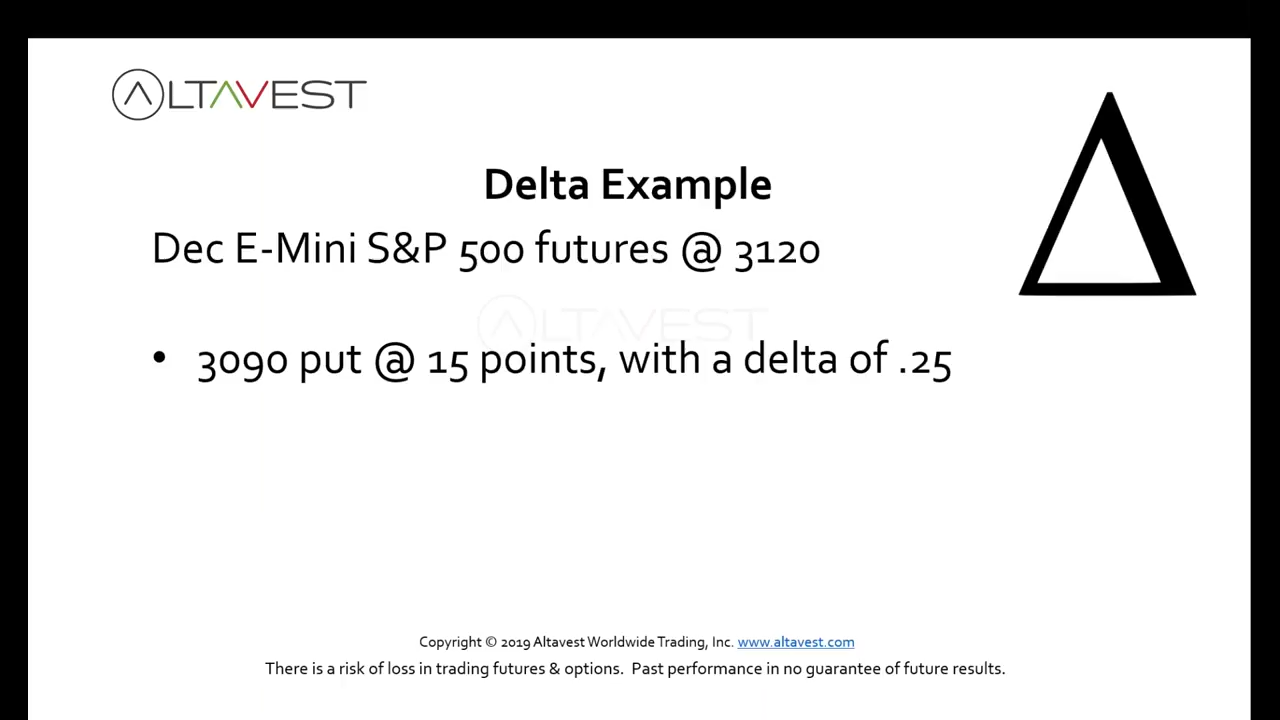 ALTAVEST
Delta Example
Dec E-Mini S&P 500 futures @ 3120
ALTAVEST
• 3090 put @ 15 points, with a delta of .25
Copyright © 2019 Altavest Worldwide Trading, Inc. www.altavest.com
There is a risk of loss in trading futures & options. Past performance in no guarantee of future results.